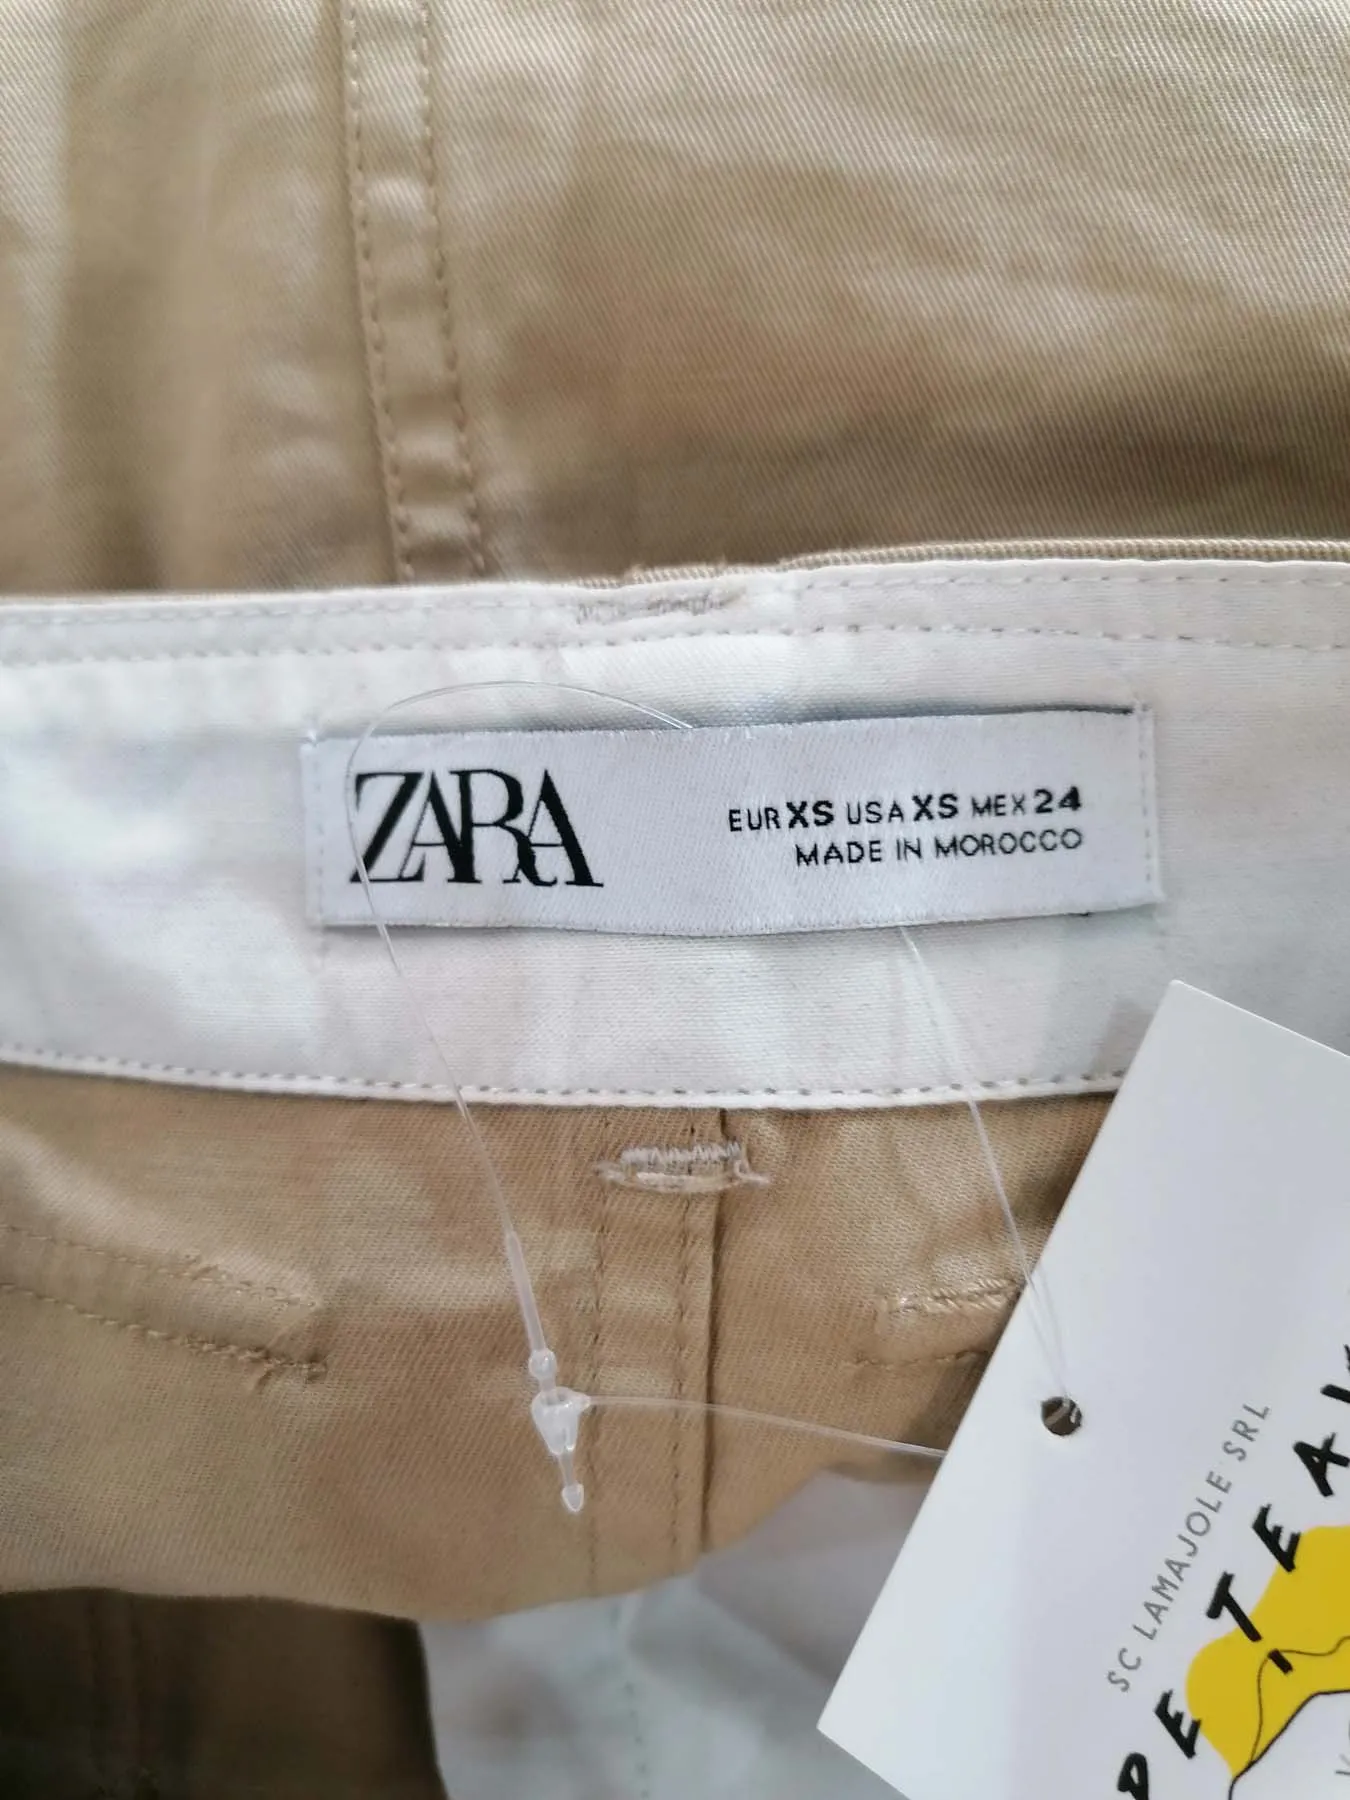 ZARA
EUR XS USA XS MEX 24
MADE IN MOROCCO
SC LAMAJOLE SRL